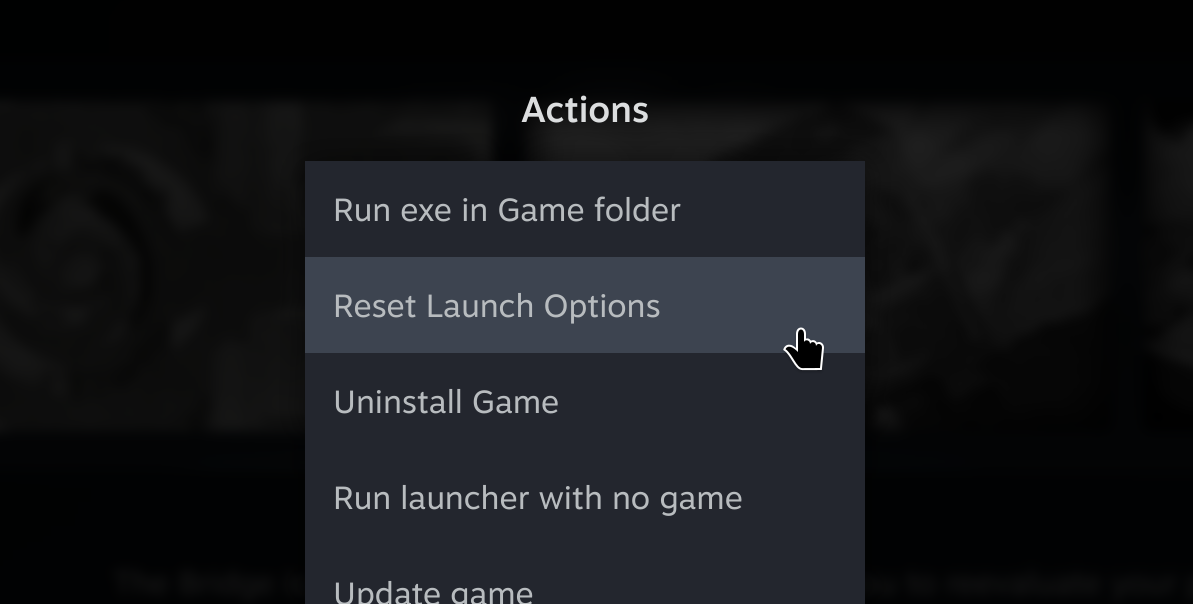 Actions
Run exe in Game folder
Reset Launch Options
Uninstall Game
Run launcher with no game
Update game